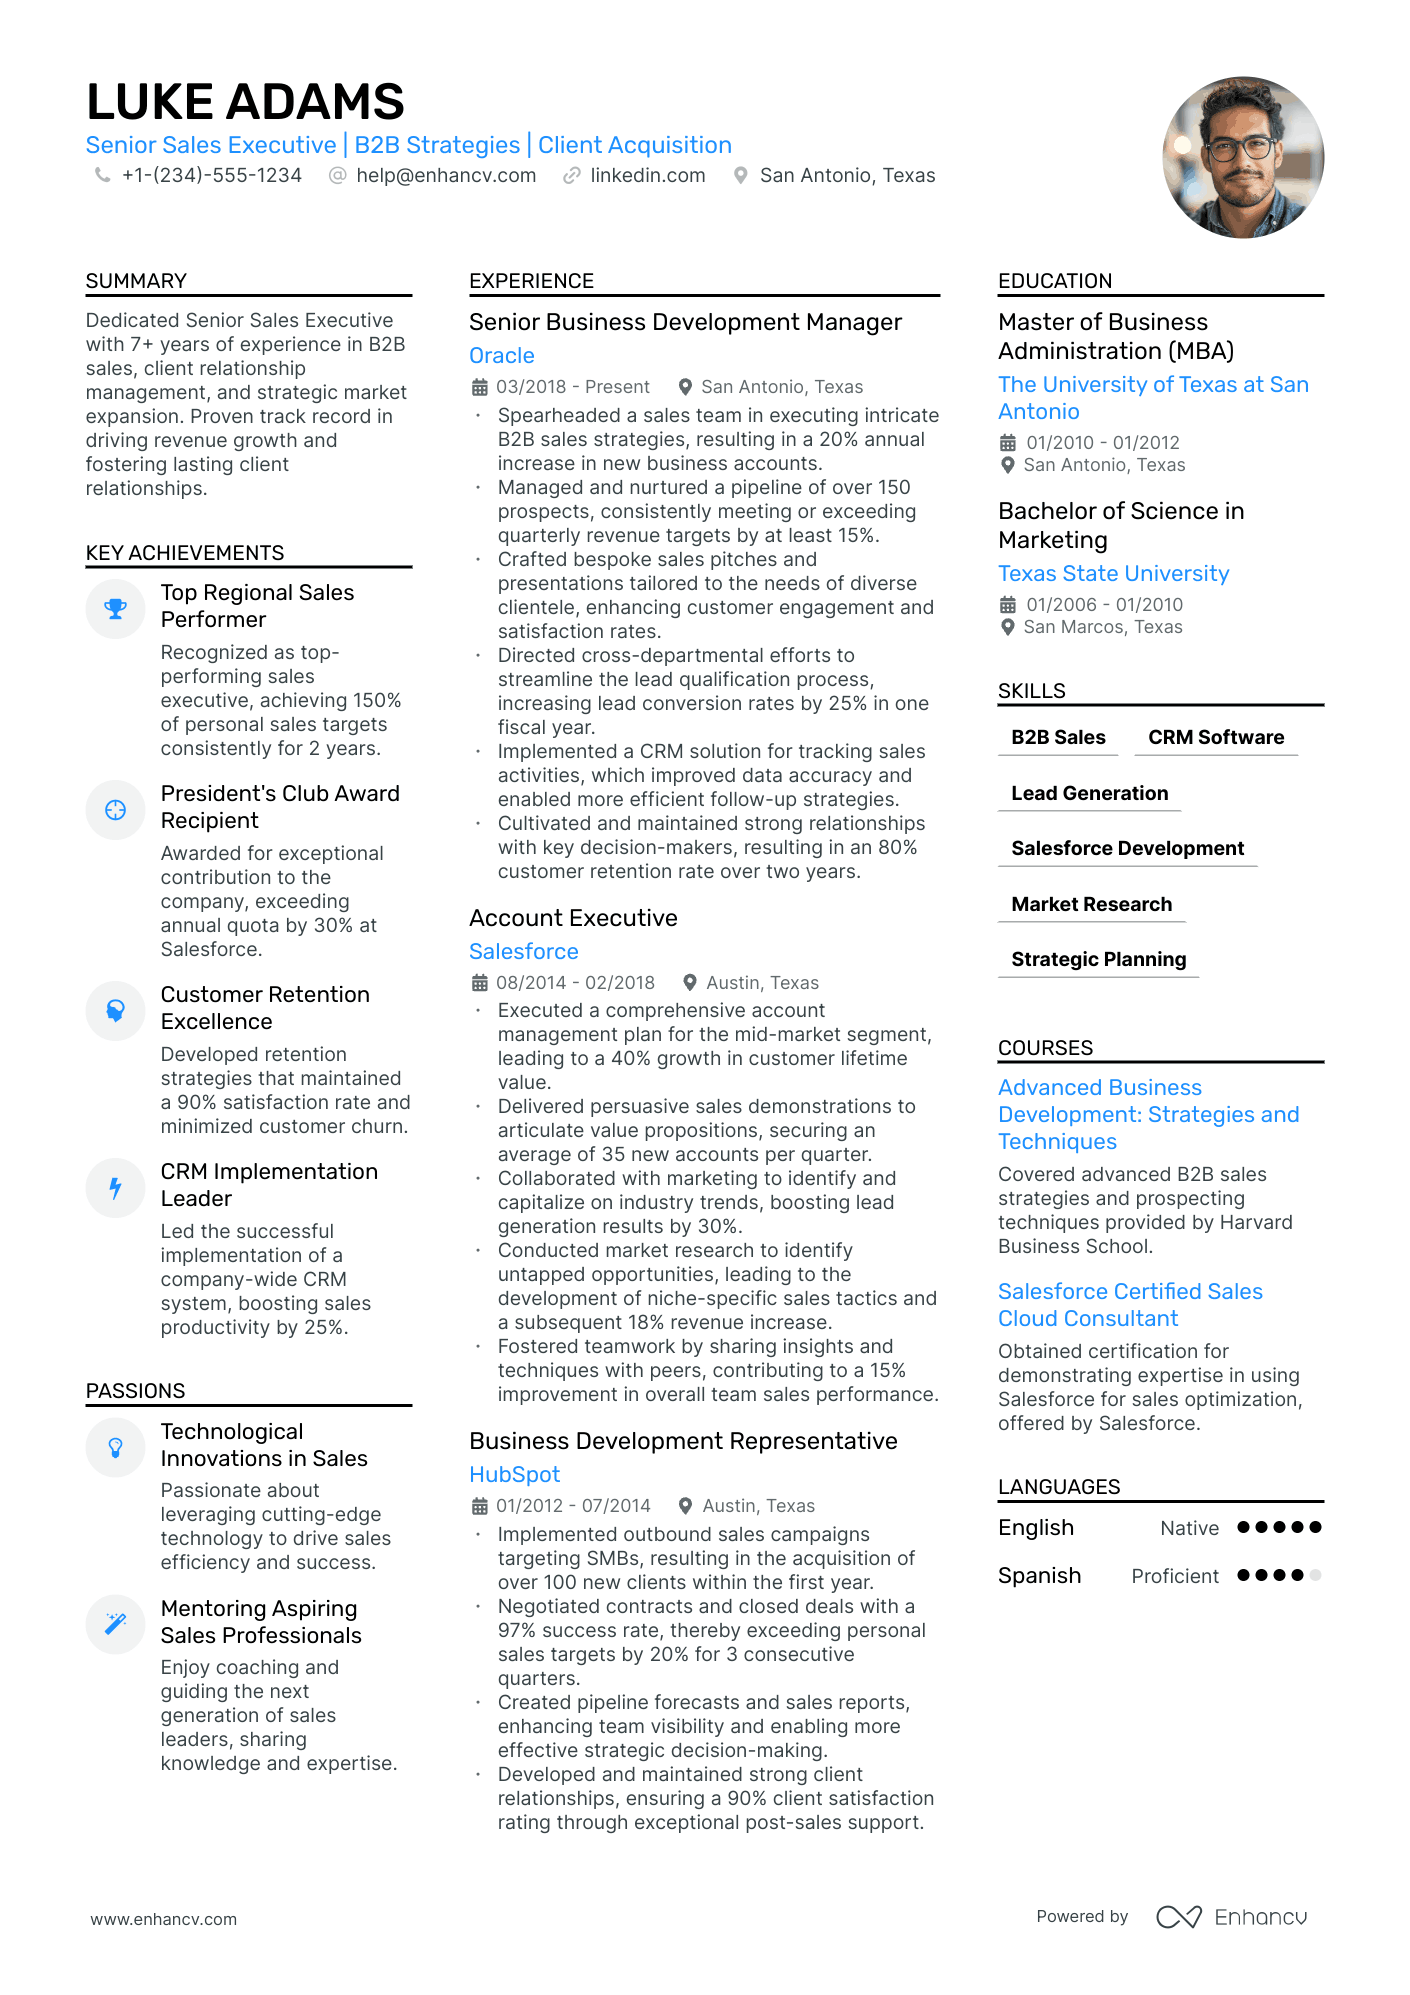 LUKE ADAMS
Senior Sales Executive | B2B Strategies | Client Acquisition
+1-(234)-555-1234 help@enhancv.com linkedin.com San Antonio, Texas
SUMMARY
Dedicated Senior Sales Executive
with 7+ years of experience in B2B
sales, client relationship
management, and strategic market
expansion. Proven track record in
driving revenue growth and
fostering lasting client
relationships.
KEY ACHIEVEMENTS
Top Regional Sales
Performer
Recognized as top-
performing sales
executive, achieving 150%
of personal sales targets
consistently for 2 years.
President's Club Award
Recipient
Awarded for exceptional
contribution to the
company, exceeding
annual quota by 30% at
Salesforce.
Customer Retention
Excellence
Developed retention
strategies that maintained
a 90% satisfaction rate and
minimized customer churn.
CRM Implementation
Leader
Led the successful
implementation of a
company-wide CRM
system, boosting sales
productivity by 25%.
PASSIONS
Technological
Innovations in Sales
Passionate about
leveraging cutting-edge
technology to drive sales
efficiency and success.
Mentoring Aspiring
Sales Professionals
Enjoy coaching and
guiding the next
generation of sales
leaders, sharing
knowledge and expertise.
EXPERIENCE
Senior Business Development Manager
Oracle
03/2018 - Present San Antonio, Texas
· Spearheaded a sales team in executing intricate
B2B sales strategies, resulting in a 20% annual
increase in new business accounts.
· Managed and nurtured a pipeline of over 150
prospects, consistently meeting or exceeding
quarterly revenue targets by at least 15%.
· Crafted bespoke sales pitches and
presentations tailored to the needs of diverse
clientele, enhancing customer engagement and
satisfaction rates.
· Directed cross-departmental efforts to
streamline the lead qualification process,
increasing lead conversion rates by 25% in one
fiscal year.
· Implemented a CRM solution for tracking sales
activities, which improved data accuracy and
enabled more efficient follow-up strategies.
· Cultivated and maintained strong relationships
with key decision-makers, resulting in an 80%
customer retention rate over two years.
Account Executive
Salesforce
08/2014 - 02/2018 Austin, Texas
· Executed a comprehensive account
management plan for the mid-market segment,
leading to a 40% growth in customer lifetime
value.
· Delivered persuasive sales demonstrations to
articulate value propositions, securing an
average of 35 new accounts per quarter.
· Collaborated with marketing to identify and
capitalize on industry trends, boosting lead
generation results by 30%.
· Conducted market research to identify
untapped opportunities, leading to the
development of niche-specific sales tactics and
a subsequent 18% revenue increase.
· Fostered teamwork by sharing insights and
techniques with peers, contributing to a 15%
improvement in overall team sales performance.
Business Development Representative
HubSpot
01/2012 - 07/2014 Austin, Texas
· Implemented outbound sales campaigns
targeting SMBs, resulting in the acquisition of
over 100 new clients within the first year.
· Negotiated contracts and closed deals with a
97% success rate, thereby exceeding personal
sales targets by 20% for 3 consecutive
quarters.
· Created pipeline forecasts and sales reports,
enhancing team visibility and enabling more
effective strategic decision-making.
· Developed and maintained strong client
relationships, ensuring a 90% client satisfaction
rating through exceptional post-sales support.
EDUCATION
Master of Business
Administration (MBA)
The University of Texas at San
Antonio
01/2010 - 01/2012
San Antonio, Texas
Bachelor of Science in
Marketing
Texas State University
01/2006 - 01/2010
San Marcos, Texas
SKILLS
B2B Sales CRM Software
Lead Generation
Salesforce Development
Market Research
Strategic Planning
COURSES
Advanced Business
Development: Strategies and
Techniques
Covered advanced B2B sales
strategies and prospecting
techniques provided by Harvard
Business School.
Salesforce Certified Sales
Cloud Consultant
Obtained certification for
demonstrating expertise in using
Salesforce for sales optimization,
offered by Salesforce.
LANGUAGES
English Native
Spanish Proficient
www.enhancv.com
Powered by Enhancv